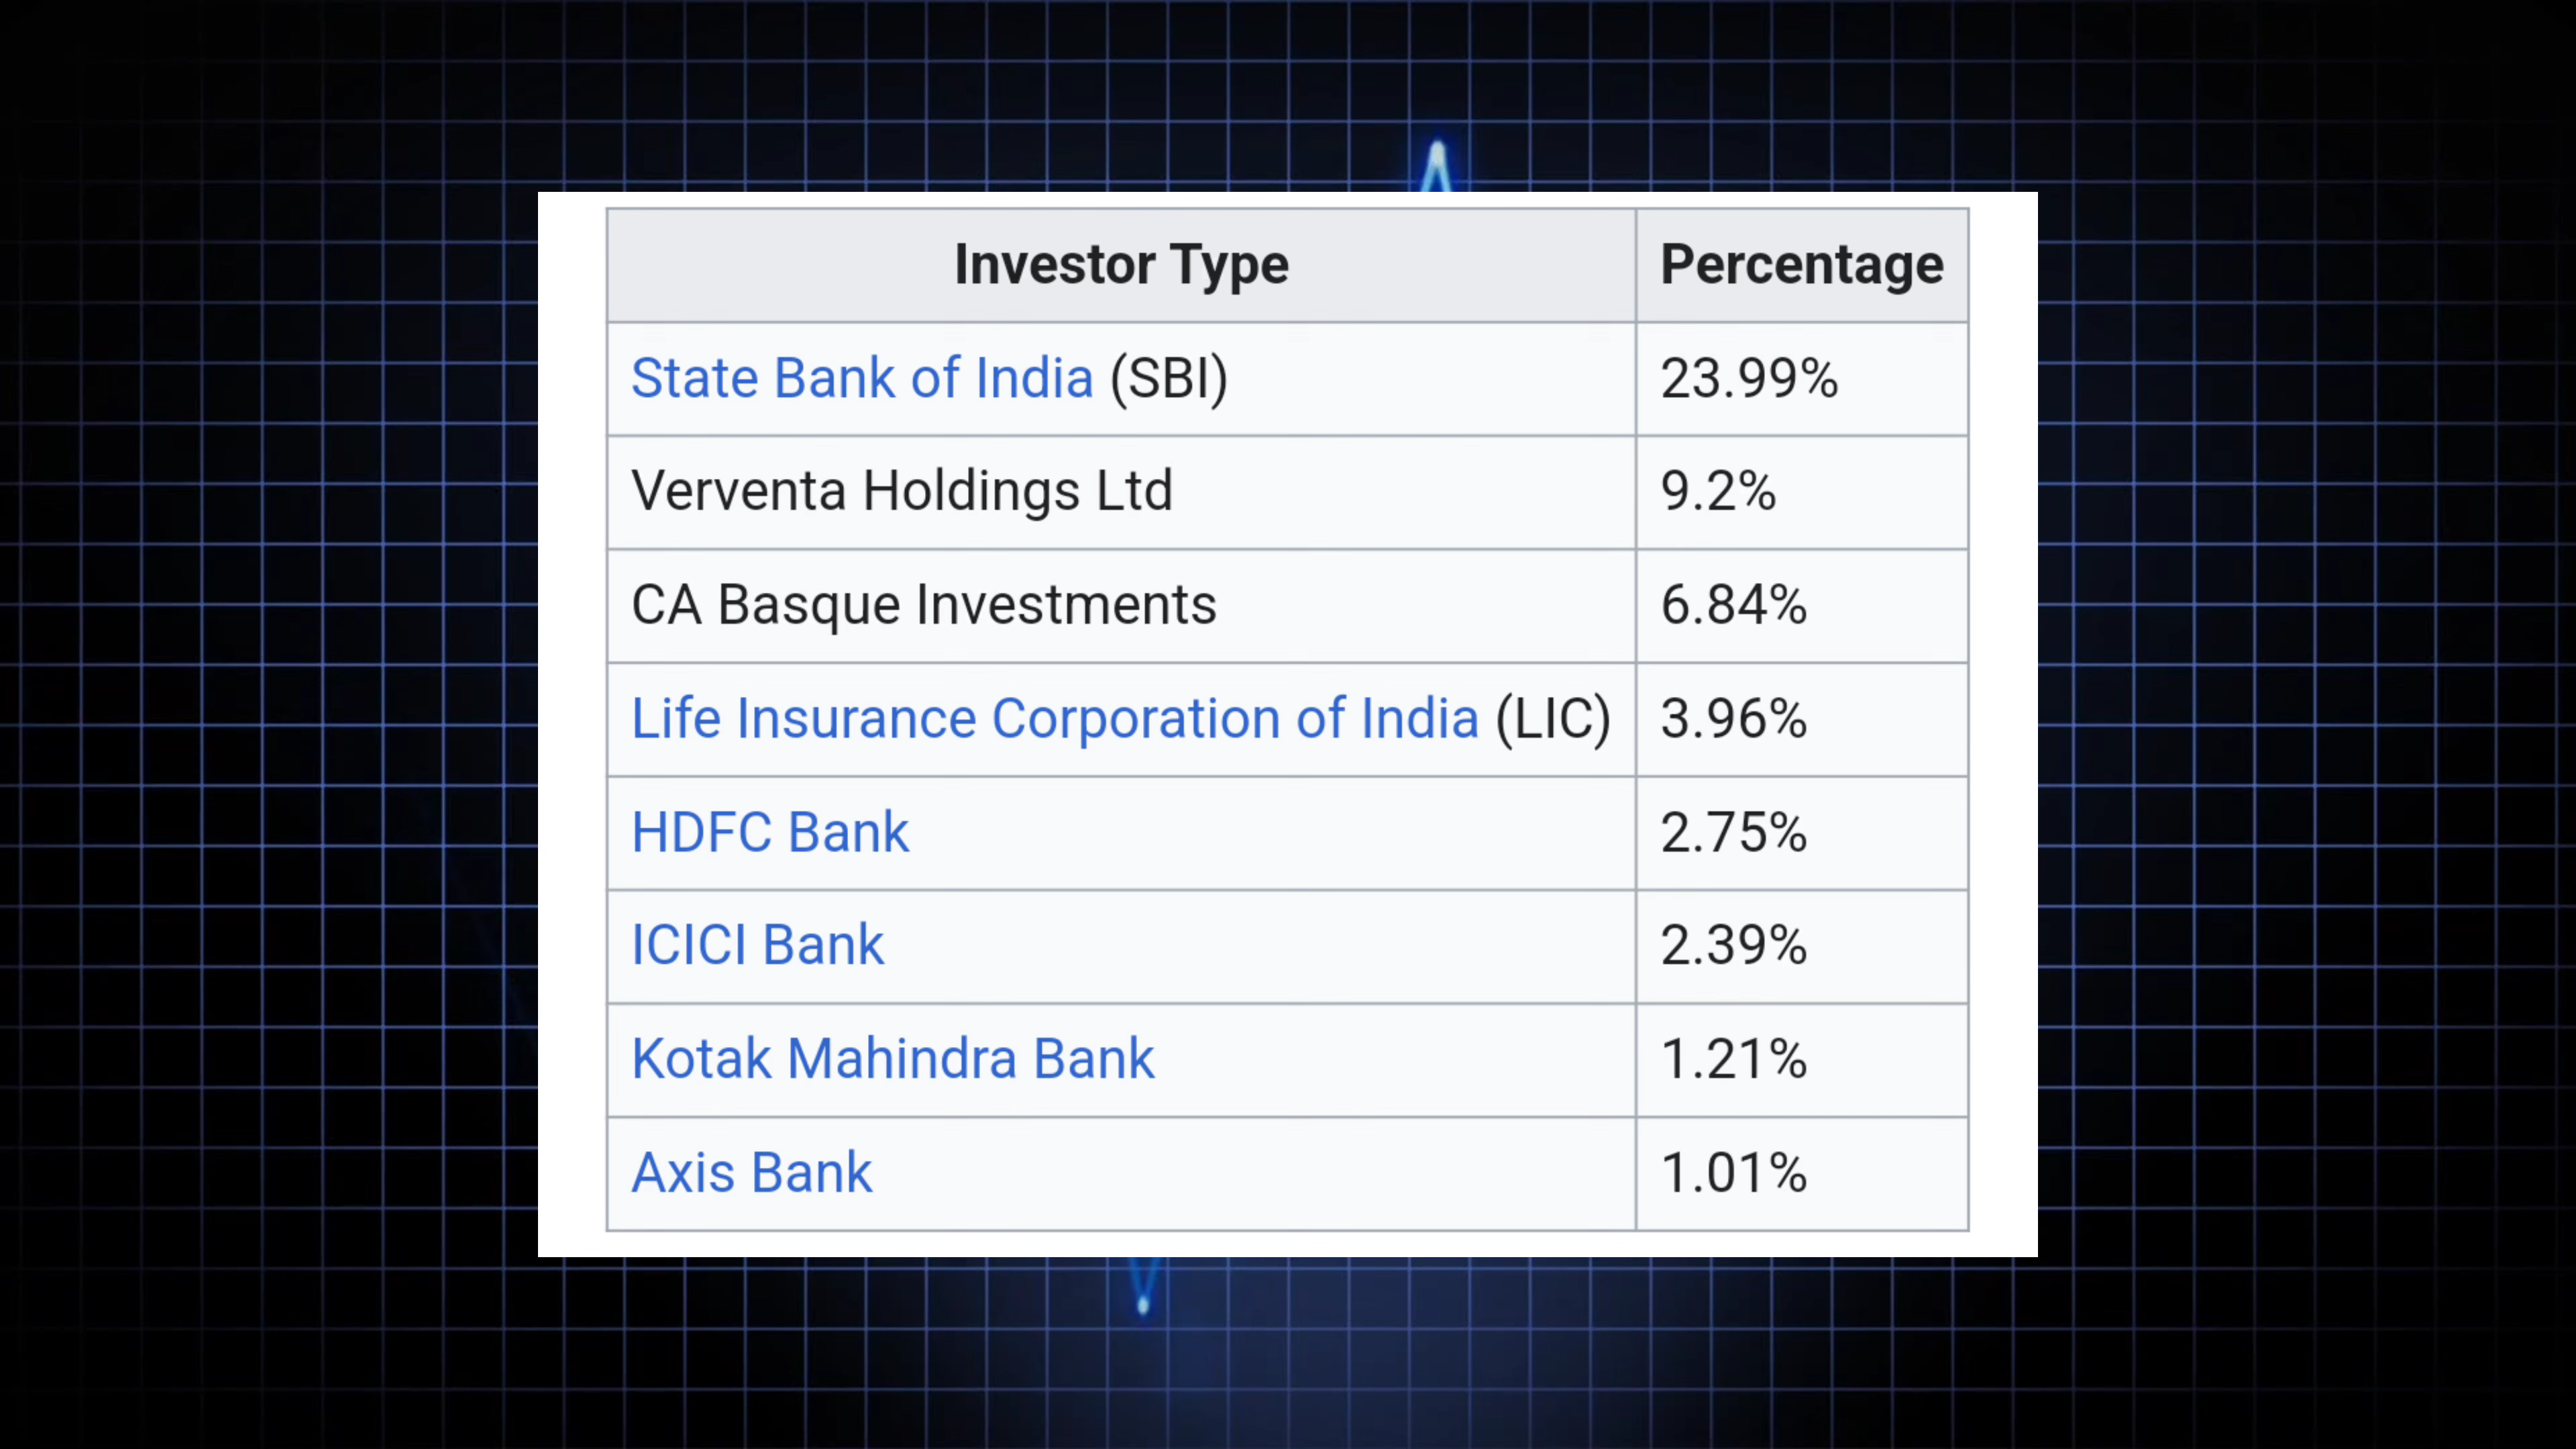 Investor Type Percentage
State Bank of India (SBI) 23.99%
Verventa Holdings Ltd 9.2%
CA Basque Investments 6.84%
Life Insurance Corporation of India (LIC) 3.96%
HDFC Bank 2.75%
ICICI Bank 2.39%
Kotak Mahindra Bank 1.21%
Axis Bank 1.01%